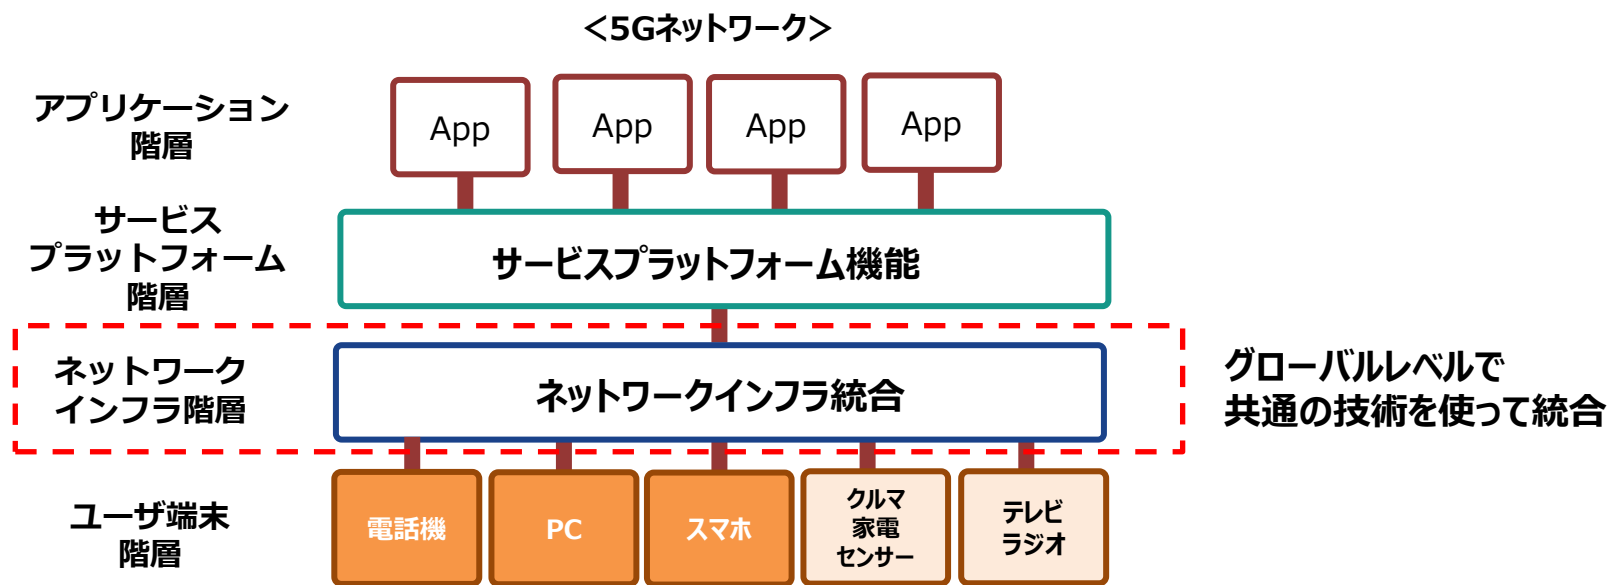 ＜5Gネットワーク＞
アプリケーション
階層
App
App
App
App
サービス
プラットフォーム
階層
サービスプラットフォーム機能
ネットワーク
インフラ階層
ネットワークインフラ統合
グローバルレベルで
共通の技術を使って統合
ユーザ端末
階層
電話機
PC
スマホ
クルマ
家電
センサー
テレビ
ラジオ